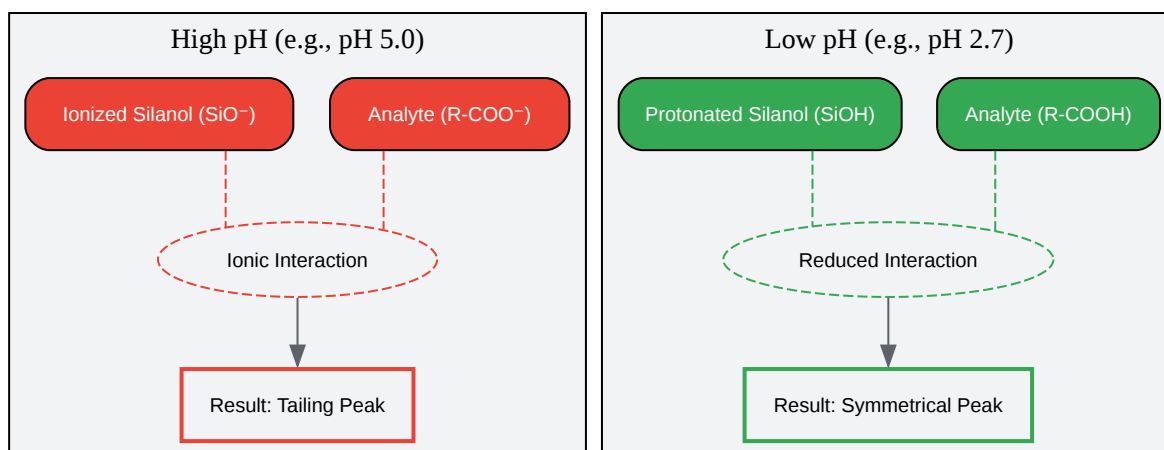 High pH (e.g., pH 5.0)
Ionized Silanol (SiO⁻)
Analyte (R-COO⁻)
Ionic Interaction
Result: Tailing Peak
Low pH (e.g., pH 2.7)
Protonated Silanol (SiOH)
Analyte (R-COOH)
Reduced Interaction
Result: Symmetrical Peak